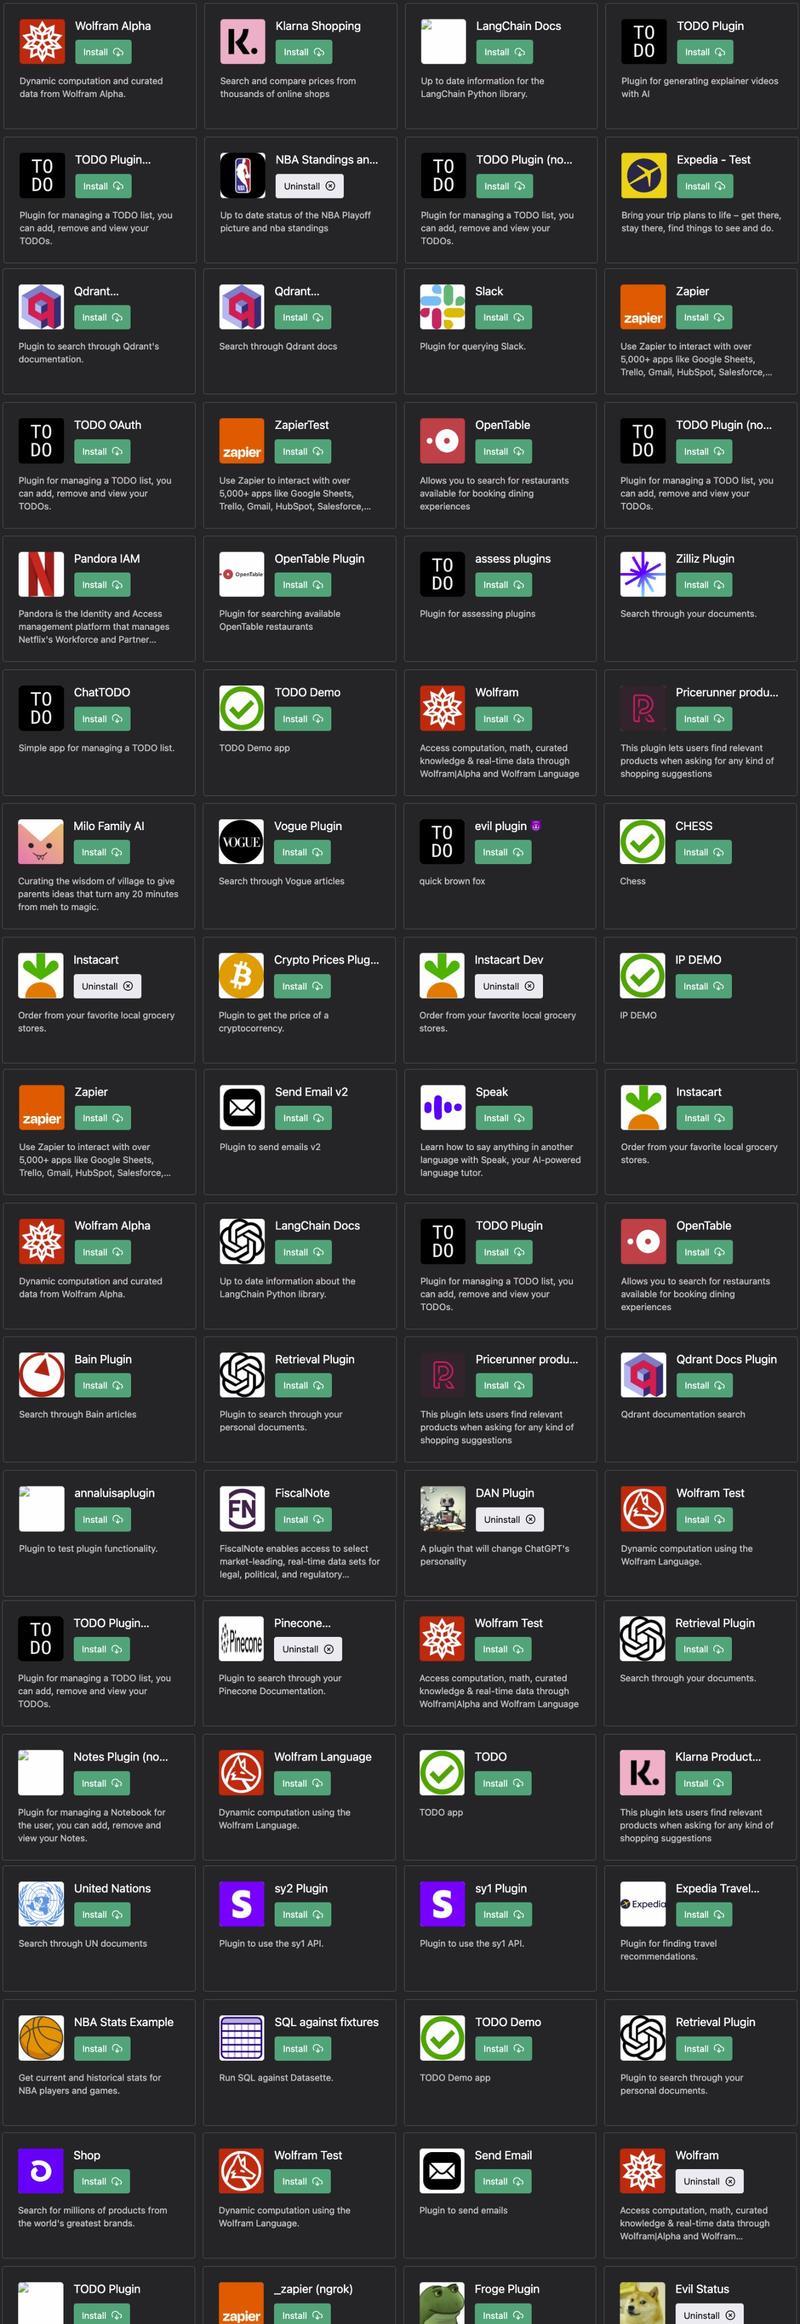 Wolfram Alpha
Install
Dynamic computation and curated
data from Wolfram Alpha.
Klarna Shopping
Install
Search and compare prices from
thousands of online shops
LangChain Docs
Install
Up to date information for the
LangChain Python library.
TO
DO
TODO Plugin
Install
Plugin for generating explainer videos
with AI
TO
DO
TODO Plugin...
Install
Plugin for managing a TODO list, you
can add, remove and view your
TODOs.
NBA Standings an...
Uninstall
Up to date status of the NBA Playoff
picture and nba standings
TO
DO
TODO Plugin (no...
Install
Plugin for managing a TODO list, you
can add, remove and view your
TODOs.
Expedia - Test
Install
Bring your trip plans to life – get there,
stay there, find things to see and do.
Qdrant...
Install
Plugin to search through Qdrant's
documentation.
Qdrant...
Install
Search through Qdrant docs
Slack
Install
Plugin for querying Slack.
zapier
Zapier
Install
Use Zapier to interact with over
5,000+ apps like Google Sheets,
Trello, Gmail, HubSpot, Salesforce,...
TO
DO
TODO OAuth
Install
Plugin for managing a TODO list, you
can add, remove and view your
TODOs.
zapier
ZapierTest
Install
Use Zapier to interact with over
5,000+ apps like Google Sheets,
Trello, Gmail, HubSpot, Salesforce,...
OpenTable
Install
Allows you to search for restaurants
available for booking dining
experiences
TO
DO
TODO Plugin (no...
Install
Plugin for managing a TODO list, you
can add, remove and view your
TODOs.
Pandora IAM
Install
Pandora is the Identity and Access
management platform that manages
Netflix's Workforce and Partner...
OpenTable
OpenTable Plugin
Install
Plugin for searching available
OpenTable restaurants
TO
DO
assess plugins
Install
Plugin for assessing plugins
Zilliz Plugin
Install
Search through your documents.
TO
DO
ChatTODO
Install
Simple app for managing a TODO list.
TODO Demo
Install
TODO Demo app
Wolfram
Install
Access computation, math, curated
knowledge & real-time data through
Wolfram|Alpha and Wolfram Language
Pricerunner produ...
Install
This plugin lets users find relevant
products when asking for any kind of
shopping suggestions
Milo Family AI
Install
Curating the wisdom of village to give
parents ideas that turn any 20 minutes
from meh to magic.
VOGUE
Vogue Plugin
Install
Search through Vogue articles
TO
DO
evil plugin 😈
Install
quick brown fox
CHESS
Install
Chess
Instacart
Uninstall
Order from your favorite local grocery
stores.
Crypto Prices Plug...
Install
Plugin to get the price of a
cryptocurrency.
Instacart Dev
Uninstall
Order from your favorite local grocery
stores.
IP DEMO
Install
IP DEMO
zapier
Zapier
Install
Use Zapier to interact with over
5,000+ apps like Google Sheets,
Trello, Gmail, HubSpot, Salesforce,...
Send Email v2
Install
Plugin to send emails v2
Speak
Install
Learn how to say anything in another
language with Speak, your AI-powered
language tutor.
Instacart
Install
Order from your favorite local grocery
stores.
Wolfram Alpha
Install
Dynamic computation and curated
data from Wolfram Alpha.
LangChain Docs
Install
Up to date information about the
LangChain Python library.
TO
DO
TODO Plugin
Install
Plugin for managing a TODO list, you
can add, remove and view your
TODOs.
OpenTable
Install
Allows you to search for restaurants
available for booking dining
experiences
Bain Plugin
Install
Search through Bain articles
Retrieval Plugin
Install
Plugin to search through your
personal documents.
Pricerunner produ...
Install
This plugin lets users find relevant
products when asking for any kind of
shopping suggestions
Qdrant Docs Plugin
Install
Qdrant documentation search
annaluisaplugin
Install
Plugin to test plugin functionality.
FN
FiscalNote
Install
FiscalNote enables access to select
market-leading, real-time data sets for
legal, political, and regulatory...
DAN Plugin
Uninstall
A plugin that will change ChatGPT's
personality
Wolfram Test
Install
Dynamic computation using the
Wolfram Language.
TO
DO
TODO Plugin...
Install
Plugin for managing a TODO list, you
can add, remove and view your
TODOs.
Pinecone
Pinecone...
Uninstall
Plugin to search through your
Pinecone Documentation.
Wolfram Test
Install
Access computation, math, curated
knowledge & real-time data through
Wolfram|Alpha and Wolfram Language
Retrieval Plugin
Install
Search through your documents.
Notes Plugin (no...
Install
Plugin for managing a Notebook for
the user, you can add, remove and
view your Notes.
Wolfram Language
Install
Dynamic computation using the
Wolfram Language.
TODO
Install
TODO app
K.
Klarna Product...
Install
This plugin lets users find relevant
products when asking for any kind of
shopping suggestions
United Nations
Install
Search through UN documents
S
sy2 Plugin
Install
Plugin to use the sy1 API.
S
sy1 Plugin
Install
Plugin to use the sy1 API.
Expedia
Expedia Travel...
Install
Plugin for finding travel
recommendations.
NBA Stats Example
Install
Get current and historical stats for
NBA players and games.
SQL against fixtures
Install
Run SQL against Datasette.
TODO Demo
Install
TODO Demo app
Retrieval Plugin
Install
Plugin to search through your
personal documents.
Shop
Install
Search for millions of products from
the world's greatest brands.
Wolfram Test
Install
Dynamic computation using the
Wolfram Language.
Send Email
Install
Plugin to send emails
Wolfram
Uninstall
Access computation, math, curated
knowledge & real-time data through
Wolfram|Alpha and Wolfram...
TODO Plugin
Install
zapier
_zapier (ngrok)
Install
Froge Plugin
Install
Evil Status
Install